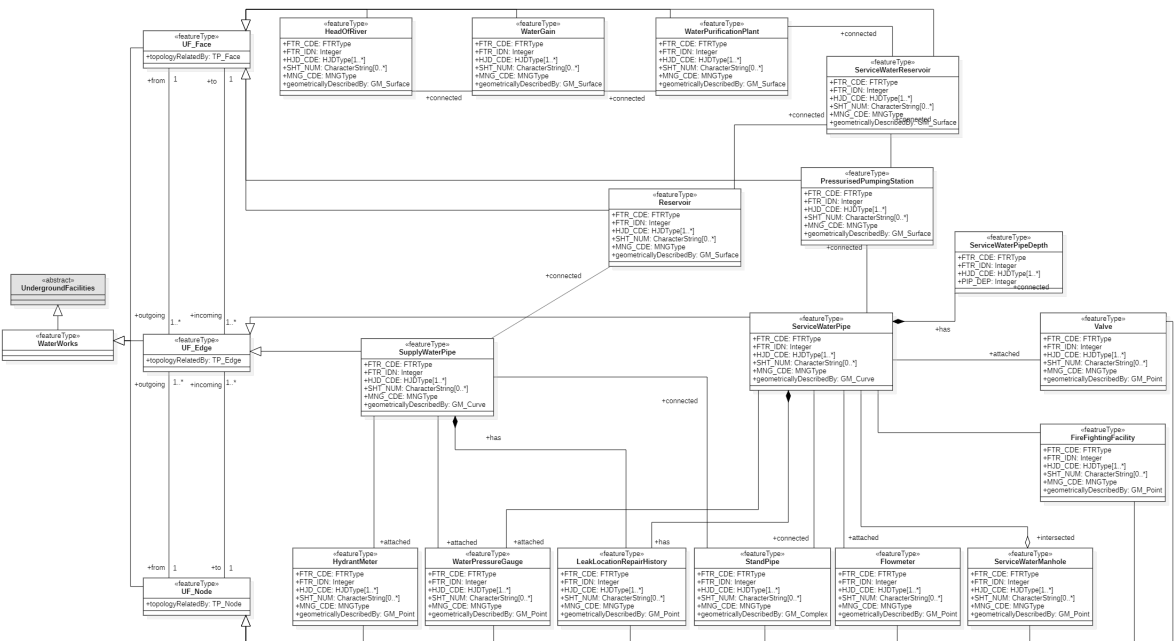 «featureType»
UF_Face
+topologyRelatedBy: TP_Face
«featureType»
HeadOfRiver
+FTR_CDE: FTRType
+FTR_IDN: Integer
+HJD_CDE: HJDType[1..*]
+SHT_NUM: CharacterString[0..*]
+MNG_CDE: MNGType
+geometricallyDescribedBy: GM_Surface
«featureType»
WaterGain
+FTR_CDE: FTRType
+FTR_IDN: Integer
+HJD_CDE: HJDType[1..*]
+SHT_NUM: CharacterString[0..*]
+MNG_CDE: MNGType
+geometricallyDescribedBy: GM_Surface
«featureType»
WaterPurificationPlant
+FTR_CDE: FTRType
+FTR_IDN: Integer
+HJD_CDE: HJDType[1..*]
+SHT_NUM: CharacterString[0..*]
+MNG_CDE: MNGType
+geometricallyDescribedBy: GM_Surface
+connected
«featureType»
ServiceWaterReservoir
+FTR_CDE: FTRType
+FTR_IDN: Integer
+HJD_CDE: HJDType[1..*]
+SHT_NUM: CharacterString[0..*]
+MNG_CDE: MNGType
+connected
+geometricallyDescribedBy: GM_Surface
+from
1
+to
1
+connected
+connected
+connected
«featureType»
PressurisedPumpingStation
+FTR_CDE: FTRType
+FTR_IDN: Integer
+HJD_CDE: HJDType[1..*]
+SHT_NUM: CharacterString[0..*]
+MNG_CDE: MNGType
+geometricallyDescribedBy: GM_Surface
+connected
«featureType»
Reservoir
+FTR_CDE: FTRType
+FTR_IDN: Integer
+HJD_CDE: HJDType[1..*]
+SHT_NUM: CharacterString[0..*]
+MNG_CDE: MNGType
+geometricallyDescribedBy: GM_Surface
+connected
«featureType»
ServiceWaterPipeDepth
+FTR_CDE: FTRType
+FTR_IDN: Integer
+HJD_CDE: HJDType[1..*]
+PIP_DEP: Integer
+connected
+has
«abstract»
UndergroundFacilities
«featureType»
WaterWorks
+outgoing
1..*
+incoming
1..*
«featureType»
UF_Edge
+topologyRelatedBy: TP_Edge
+outgoing
1..*
+incoming
1..*
«featureType»
SupplyWaterPipe
+FTR_CDE: FTRType
+FTR_IDN: Integer
+HJD_CDE: HJDType[1..*]
+SHT_NUM: CharacterString[0..*]
+MNG_CDE: MNGType
+geometricallyDescribedBy: GM_Curve
«featureType»
ServiceWaterPipe
+FTR_CDE: FTRType
+FTR_IDN: Integer
+HJD_CDE: HJDType[1..*]
+SHT_NUM: CharacterString[0..*]
+MNG_CDE: MNGType
+geometricallyDescribedBy: GM_Curve
+attached
«featureType»
Valve
+FTR_CDE: FTRType
+FTR_IDN: Integer
+HJD_CDE: HJDType[1..*]
+SHT_NUM: CharacterString[0..*]
+MNG_CDE: MNGType
+geometricallyDescribedBy: GM_Point
+connected
+has
«featrueType»
FireFightingFacility
+FTR_CDE: FTRType
+FTR_IDN: Integer
+HJD_CDE: HJDType[1..*]
+SHT_NUM: CharacterString[0..*]
+MNG_CDE: MNGType
+geometricallyDescribedBy: GM_Point
+from
1
+to
1
«featureType»
UF_Node
+topologyRelatedBy: TP_Node
+attached
+attached
+attached
+has
+connected
+attached
+intersected
«featureType»
HydrantMeter
+FTR_CDE: FTRType
+FTR_IDN: Integer
+HJD_CDE: HJDType[1..*]
+SHT_NUM: CharacterString[0..*]
+MNG_CDE: MNGType
+geometricallyDescribedBy: GM_Point
«featureType»
WaterPressureGauge
+FTR_CDE: FTRType
+FTR_IDN: Integer
+HJD_CDE: HJDType[1..*]
+SHT_NUM: CharacterString[0..*]
+MNG_CDE: MNGType
+geometricallyDescribedBy: GM_Point
«featureType»
LeakLocationRepairHistory
+FTR_CDE: FTRType
+FTR_IDN: Integer
+HJD_CDE: HJDType[1..*]
+SHT_NUM: CharacterString[0..*]
+MNG_CDE: MNGType
+geometricallyDescribedBy: GM_Point
«featureType»
StandPipe
+FTR_CDE: FTRType
+FTR_IDN: Integer
+HJD_CDE: HJDType[1..*]
+SHT_NUM: CharacterString[0..*]
+MNG_CDE: MNGType
+geometricallyDescribedBy: GM_Complex
«featureType»
Flowmeter
+FTR_CDE: FTRType
+FTR_IDN: Integer
+HJD_CDE: HJDType[1..*]
+SHT_NUM: CharacterString[0..*]
+MNG_CDE: MNGType
+geometricallyDescribedBy: GM_Point
«featureType»
ServiceWaterManhole
+FTR_CDE: FTRType
+FTR_IDN: Integer
+HJD_CDE: HJDType[1..*]
+SHT_NUM: CharacterString[0..*]
+MNG_CDE: MNGType
+geometricallyDescribedBy: GM_Point